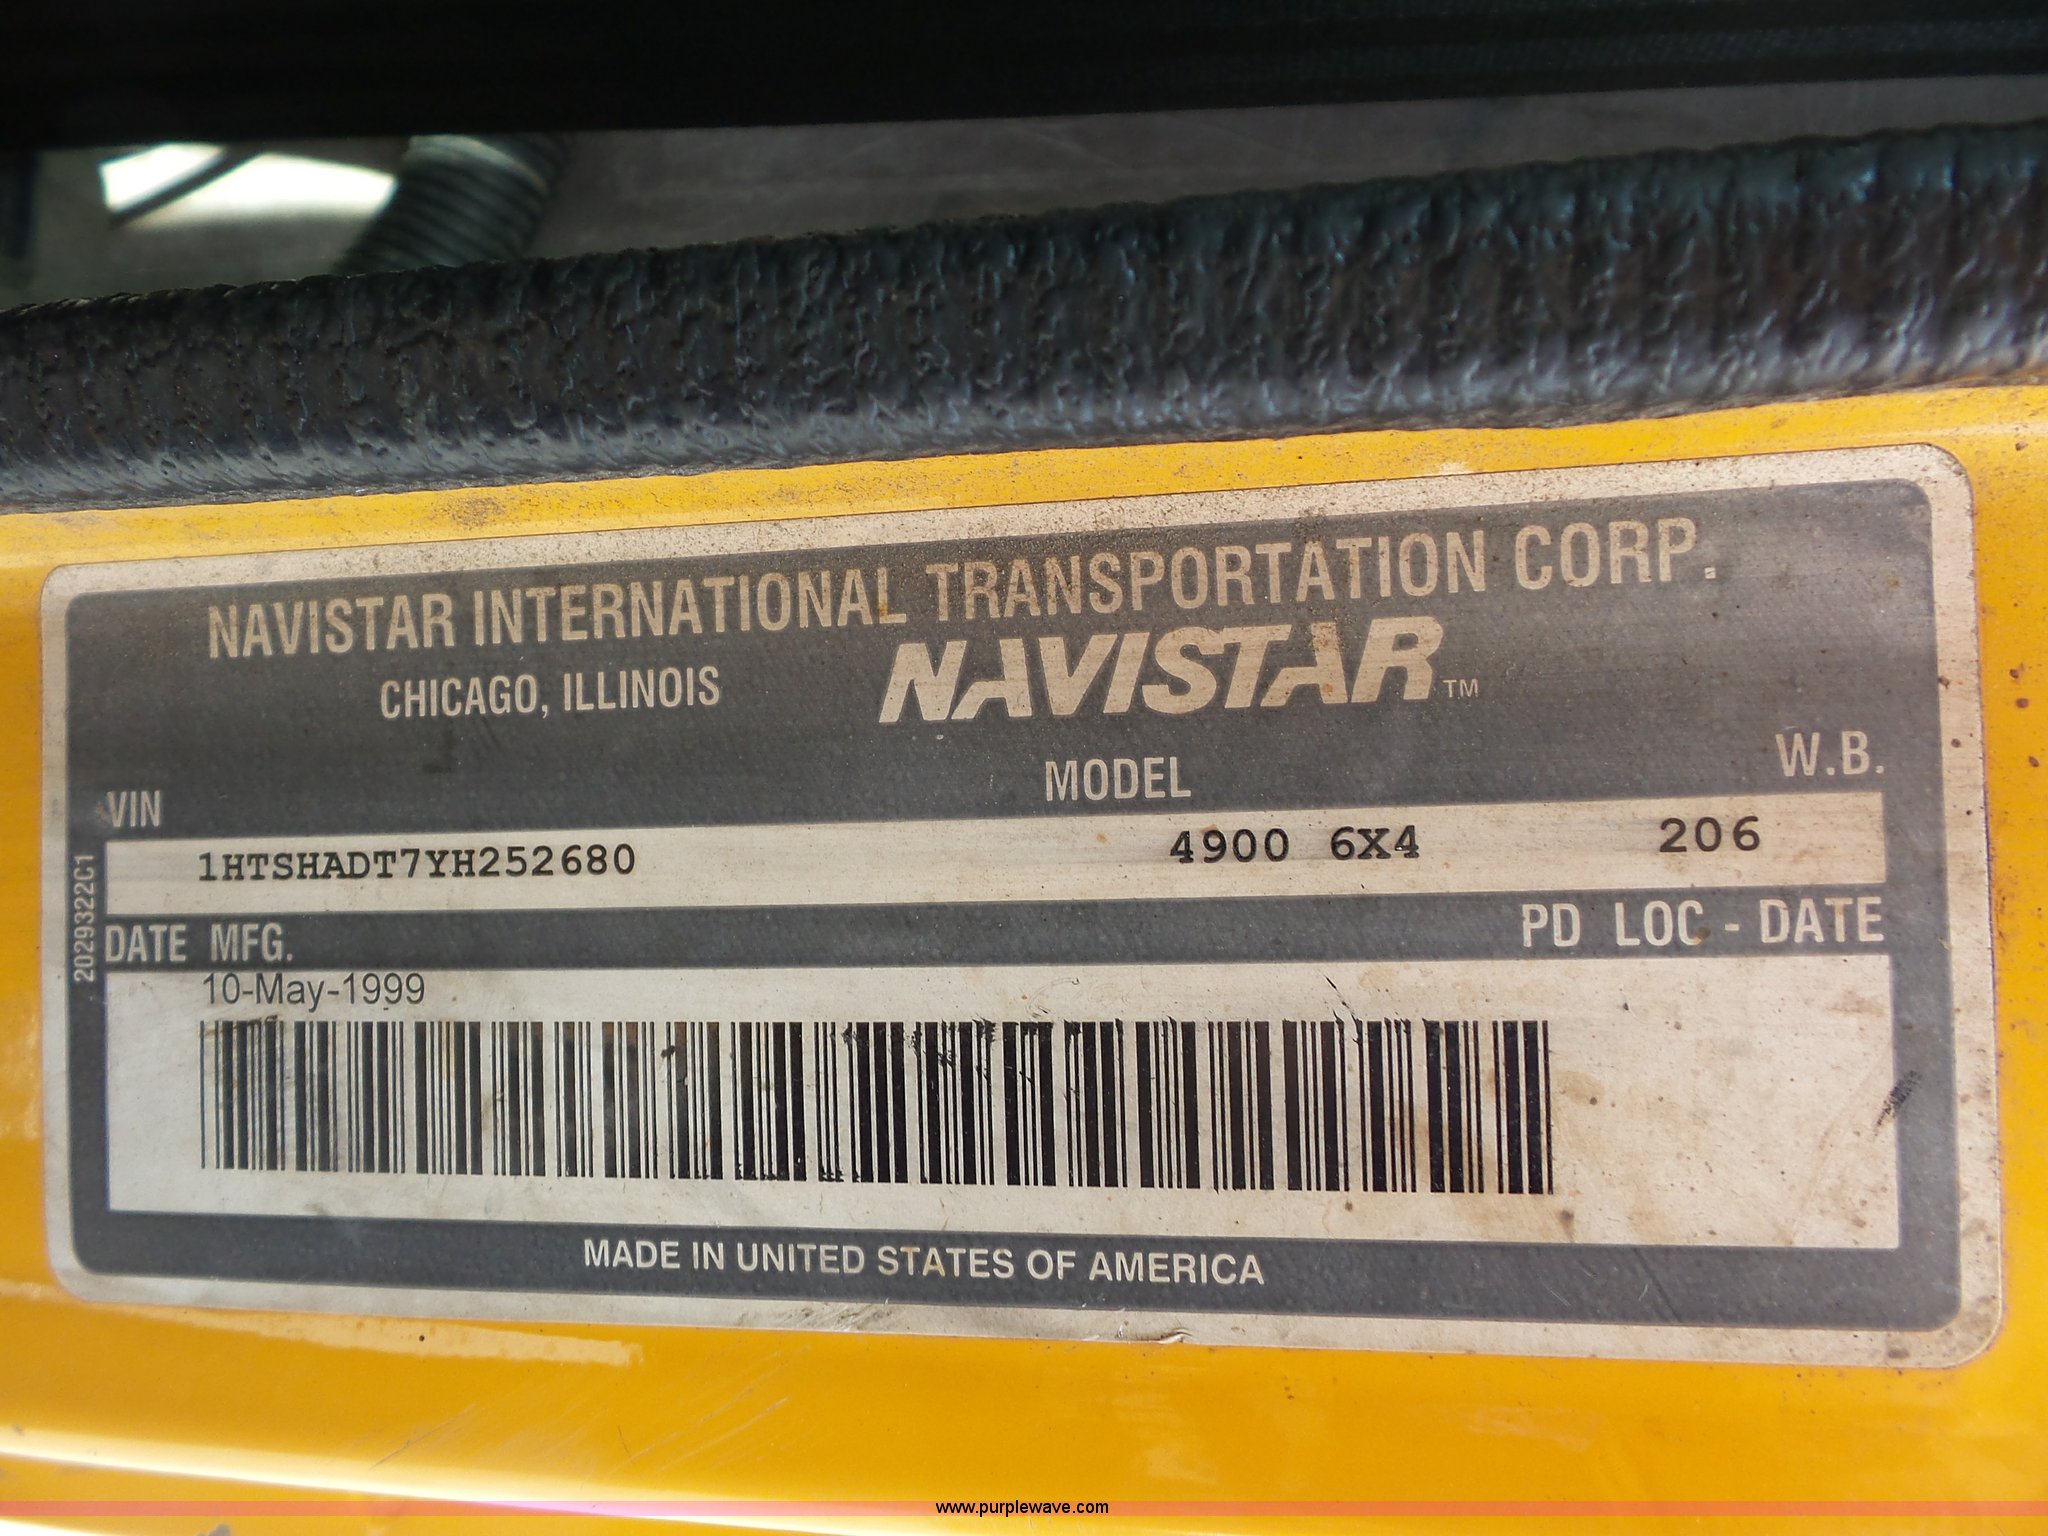 NAVISTAR INTERNATIONAL TRANSPORTATION CORP.
CHICAGO, ILLINOIS
NAVISTAR™
VIN MODEL W.B.
1HTSHADT7YH252680 4900 6X4 206
2029322C1
DATE MFG. PD LOC - DATE
10-May-1999
MADE IN UNITED STATES OF AMERICA
www.purplewave.com